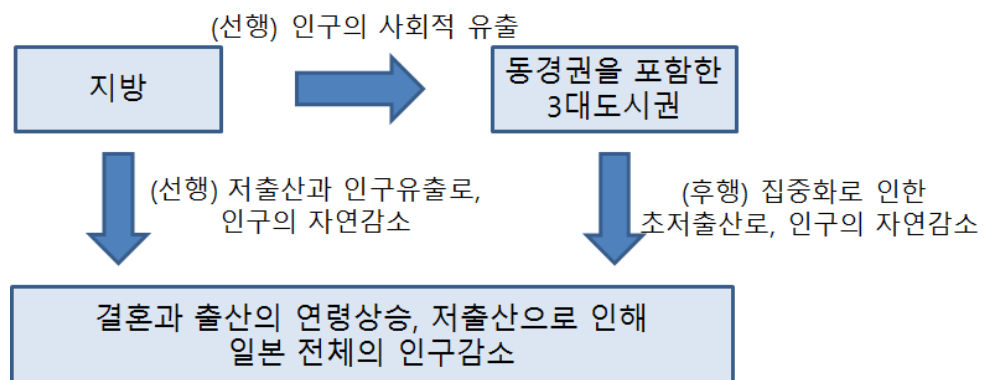 (선행) 인구의 사회적 유출
지방
동경권을 포함한
3대도시권
(선행) 저출산과 인구유출로,
인구의 자연감소
(후행) 집중화로 인한
초저출산로, 인구의 자연감소
결혼과 출산의 연령상승, 저출산으로 인해
일본 전체의 인구감소